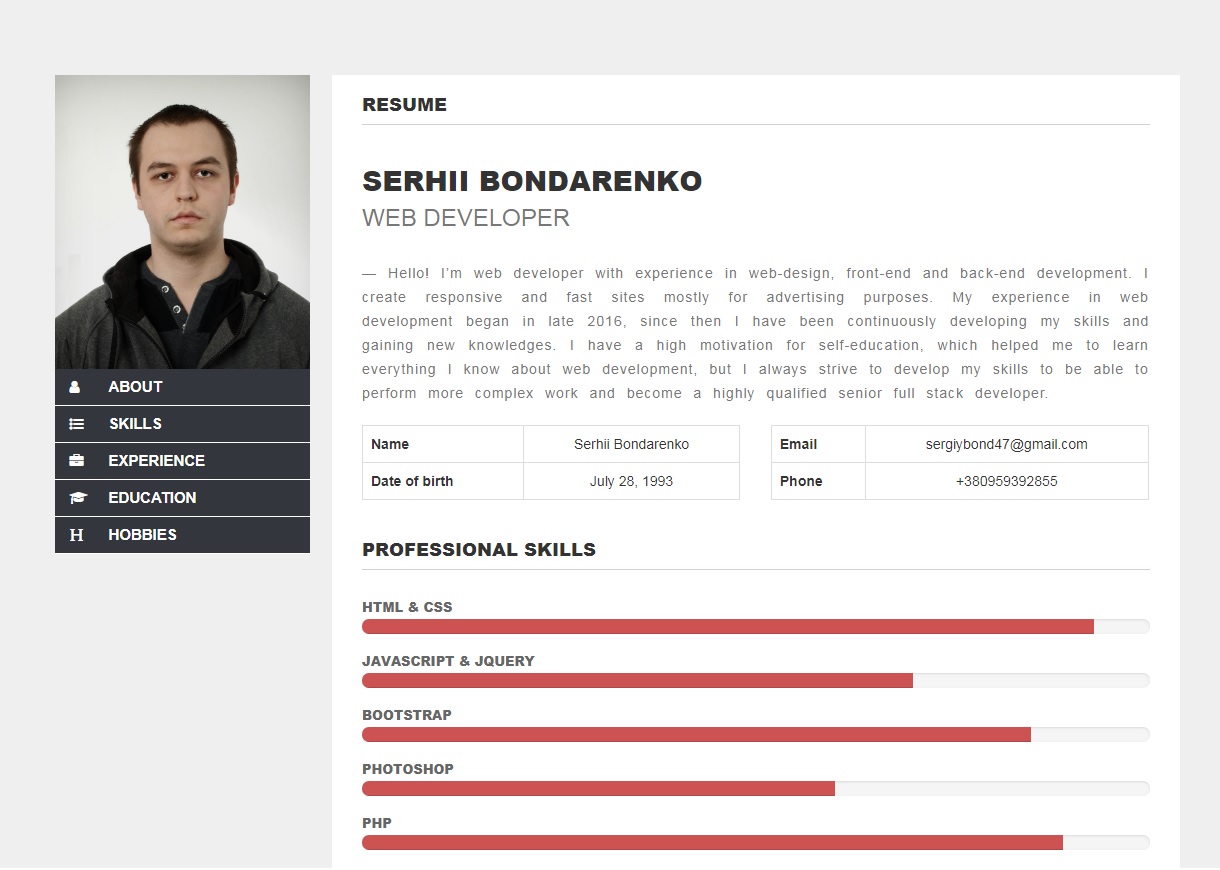 ABOUT
SKILLS
EXPERIENCE
EDUCATION
H HOBBIES
RESUME
SERHII BONDARENKO
WEB DEVELOPER
— Hello! I'm web developer with experience in web-design, front-end and back-end development. I
create responsive and fast sites mostly for advertising purposes. My experience in web
development began in late 2016, since then I have been continuously developing my skills and
gaining new knowledges. I have a high motivation for self-education, which helped me to learn
everything I know about web development, but I always strive to develop my skills to be able to
perform more complex work and become a highly qualified senior full stack developer.
Name Serhii Bondarenko Email sergiybond47@gmail.com
Date of birth July 28, 1993 Phone +380959392855
PROFESSIONAL SKILLS
HTML & CSS
JAVASCRIPT & JQUERY
BOOTSTRAP
PHOTOSHOP
PHP